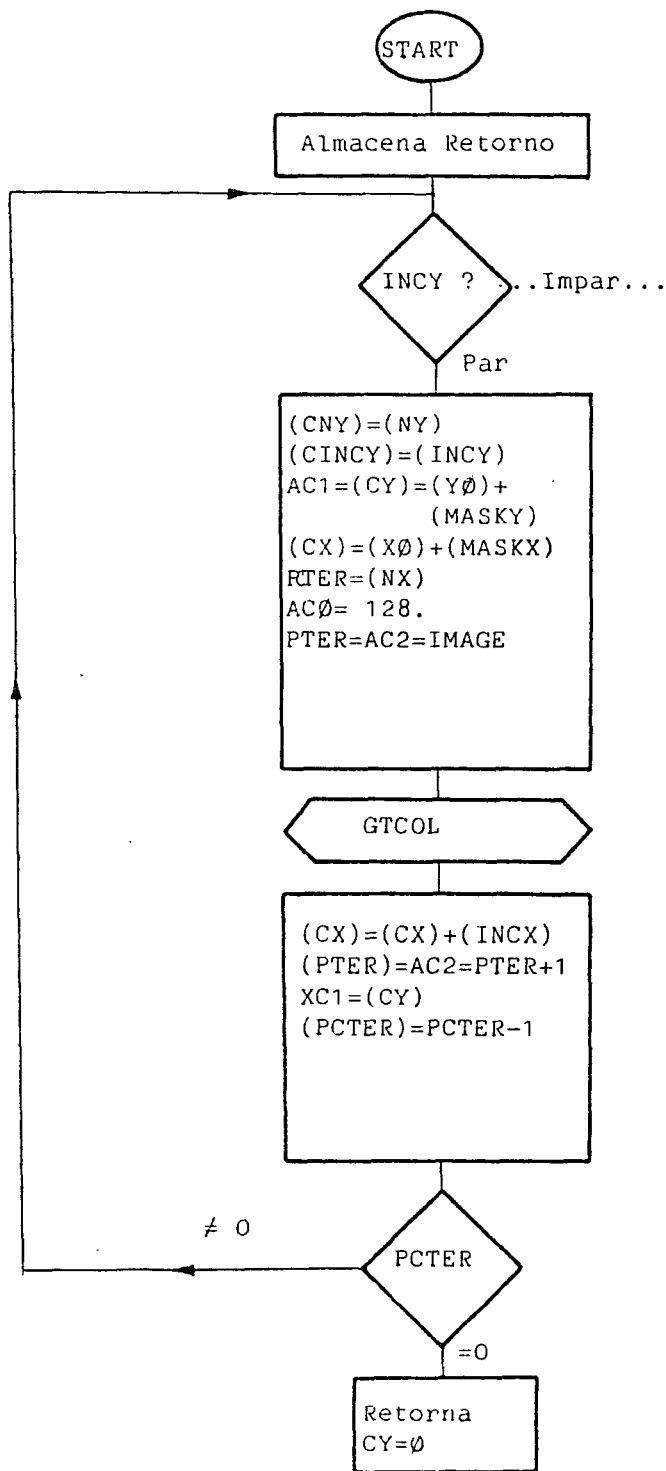 START
Almacena Retorno
INCY ? ...Impar...
Par
(CNY)=(NY)
(CINCY)=(INCY)
AC1=(CY)=(YØ)+
(MASKY)
(CX)=(XØ)+(MASKX)
PTER=(NX)
ACØ= 128.
PTER=AC2=IMAGE
GTCOL
(CX)=(CX)+(INCX)
(PTER)=AC2=PTER+1
XC1=(CY)
(PCTER)=PCTER-1
≠ 0
PCTER
=0
Retorna
CY=Ø